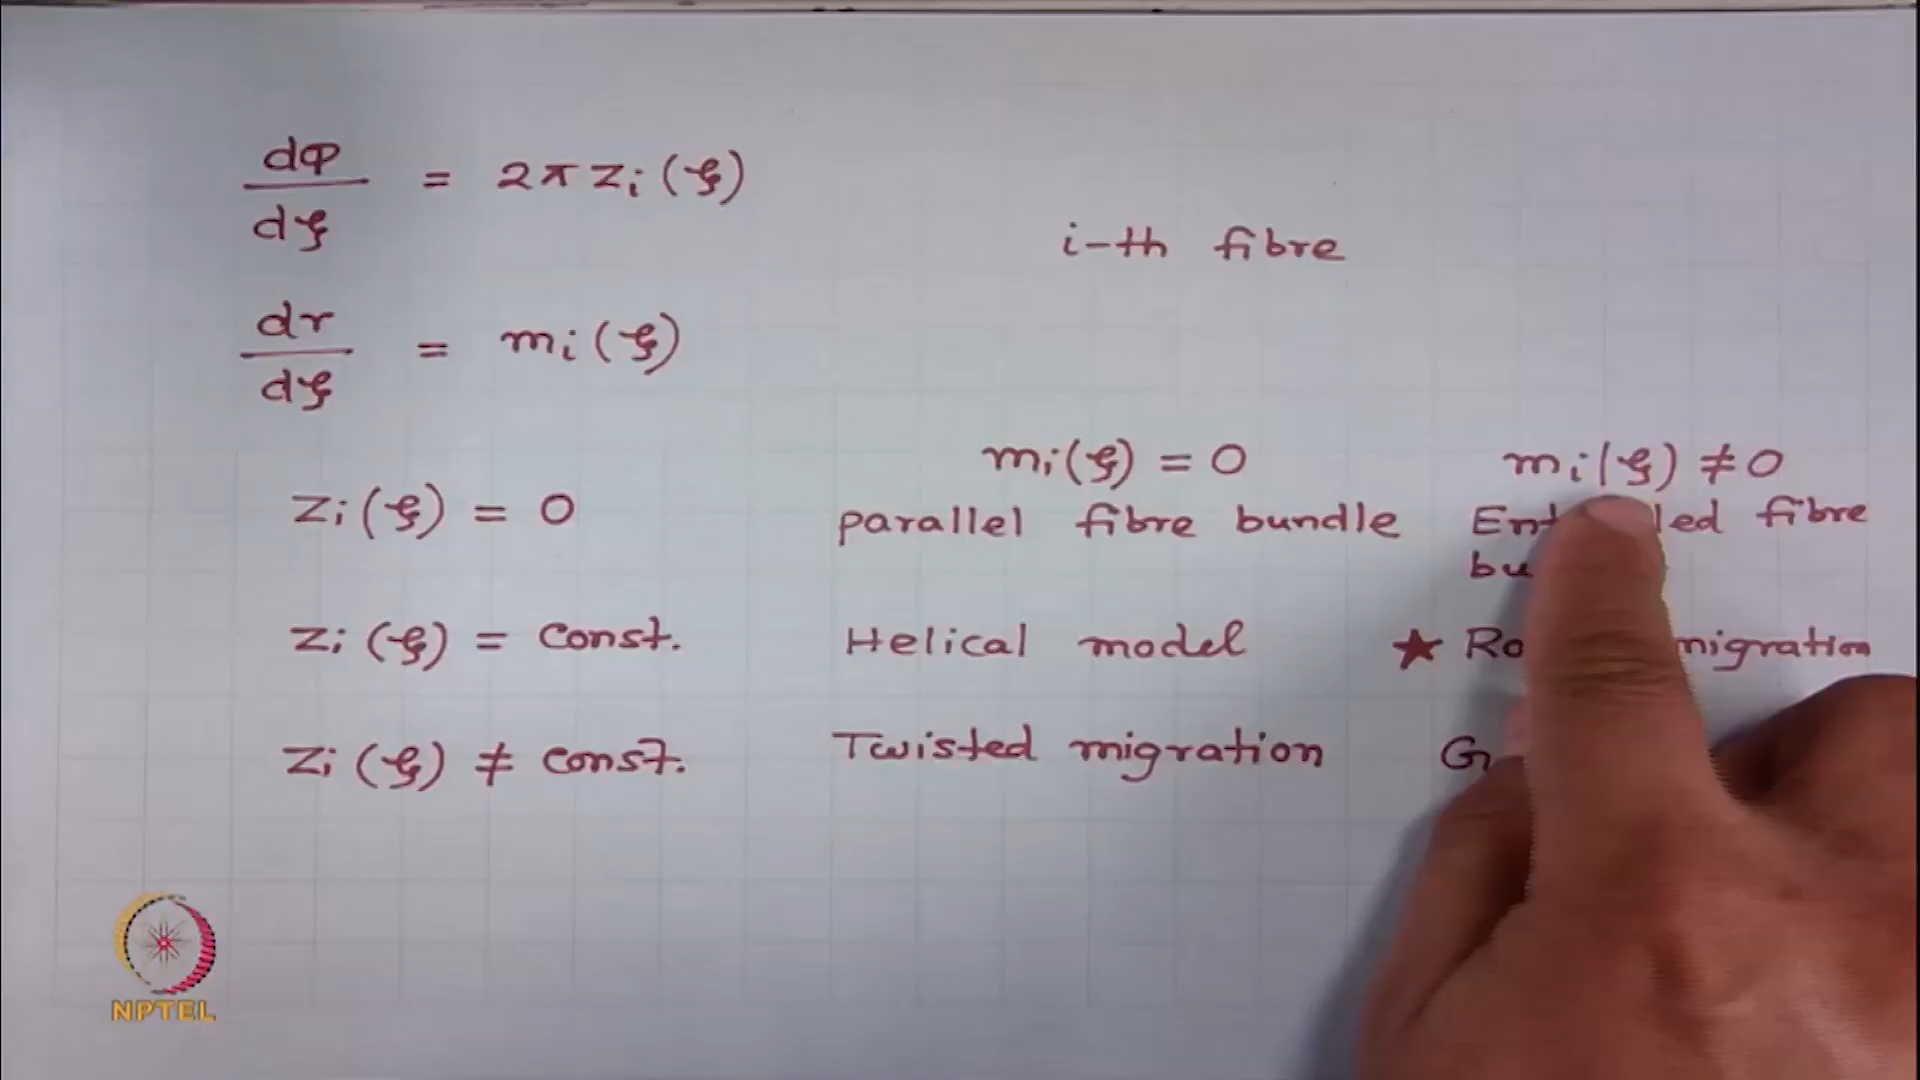 dφ/dξ = 2π Zi (ξ)
i-th fibre
dr/dξ = mi (ξ)
mi(ξ) = 0 mi(ξ) ≠ 0
Zi (ξ) = 0 parallel fibre bundle fibre
Zi (ξ) = Const. Helical model ★ migration
Zi (ξ) ≠ const. Twisted migration
NPTEL